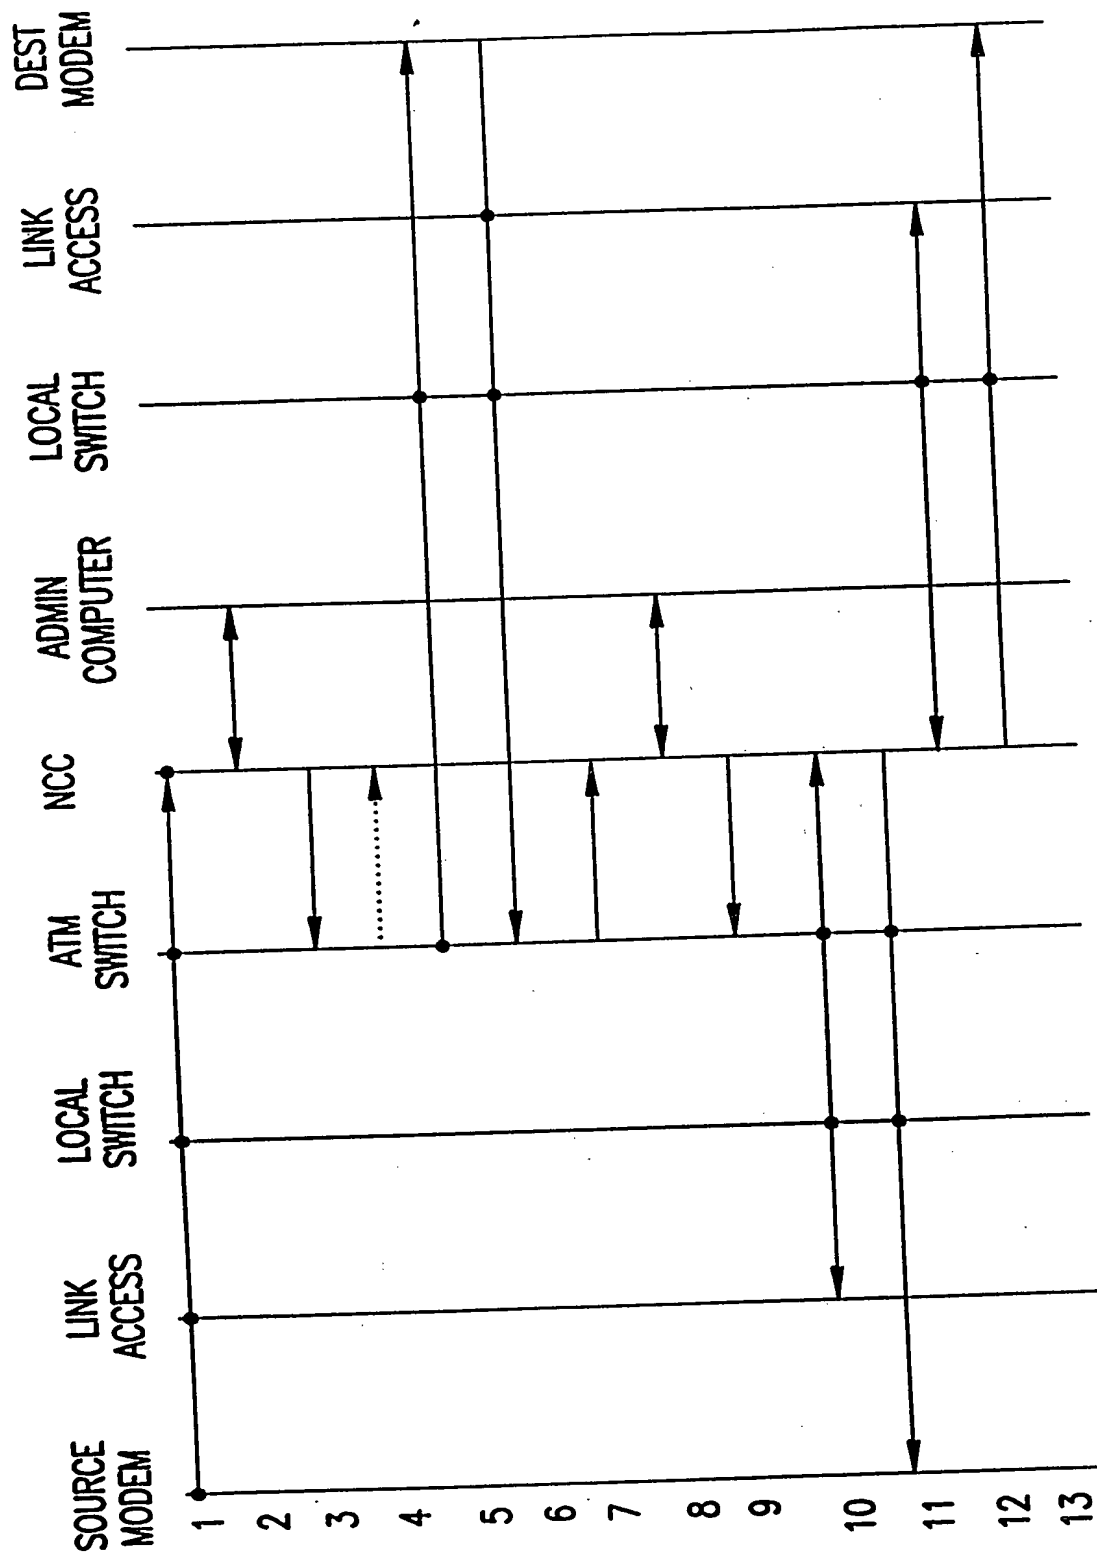 SOURCE
MODEM
LINK
ACCESS
LOCAL
SWITCH
ATM
SWITCH
NCC
ADMIN
COMPUTER
LOCAL
SWITCH
LINK
ACCESS
DEST
MODEM
1
2
3
4
5
6
7
8
9
10
11
12
13